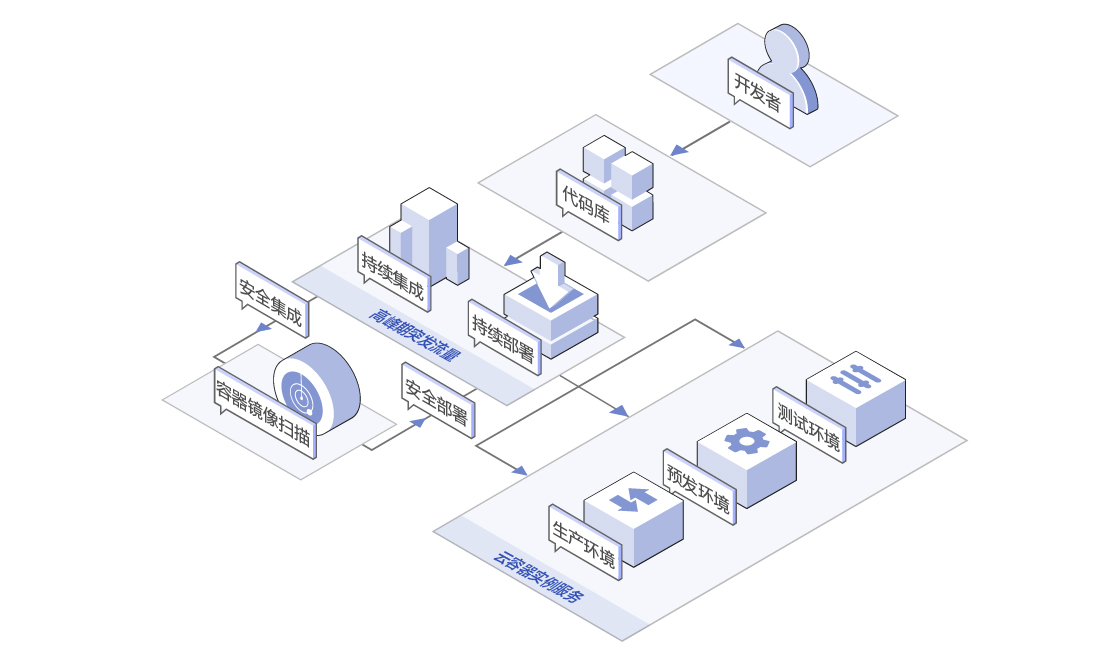 开发者
代码库
持续集成
持续部署
高峰期突发流量
安全集成
容器镜像扫描
安全部署
测试环境
预发环境
生产环境
云容器实例服务